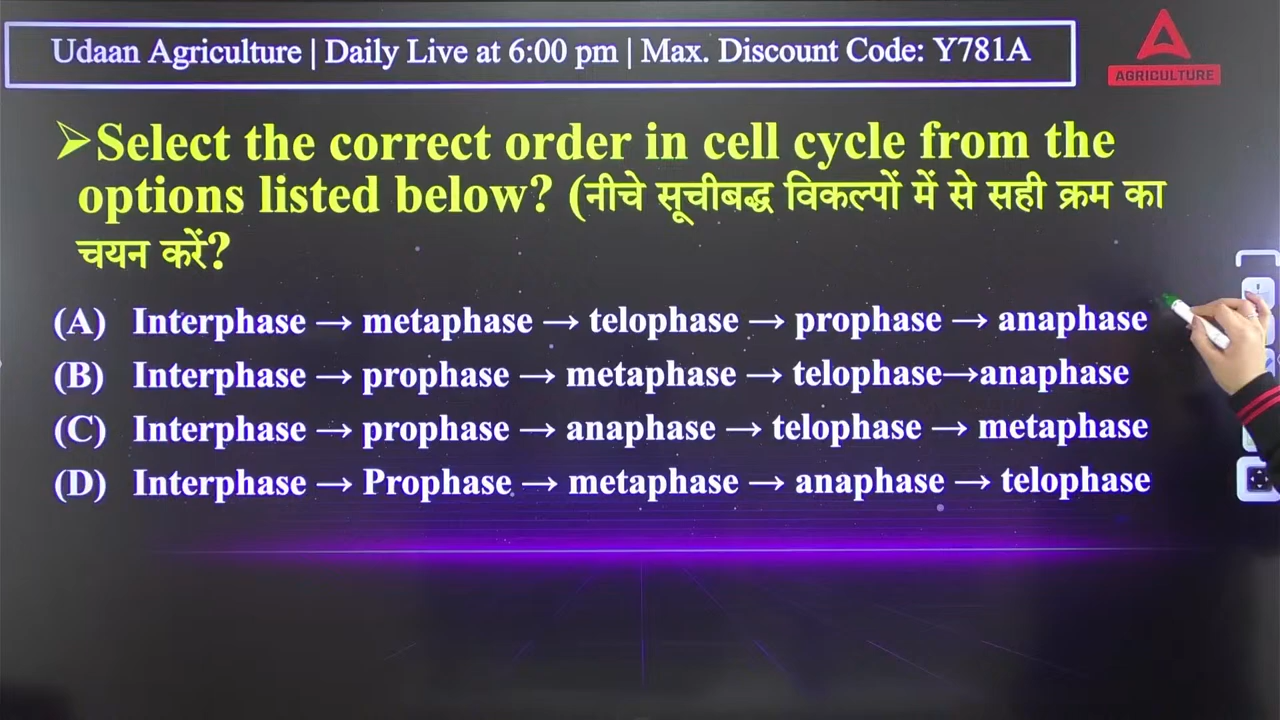 Udaan Agriculture | Daily Live at 6:00 pm | Max. Discount Code: Y781A
AGRICULTURE
➢Select the correct order in cell cycle from the
options listed below? (नीचे सूचीबद्ध विकल्पों में से सही क्रम का
चयन करें?
(A) Interphase → metaphase → telophase → prophase → anaphase
(B) Interphase → prophase → metaphase → telophase→anaphase
(C) Interphase → prophase → anaphase → telophase → metaphase
(D) Interphase → Prophase → metaphase → anaphase → telophase